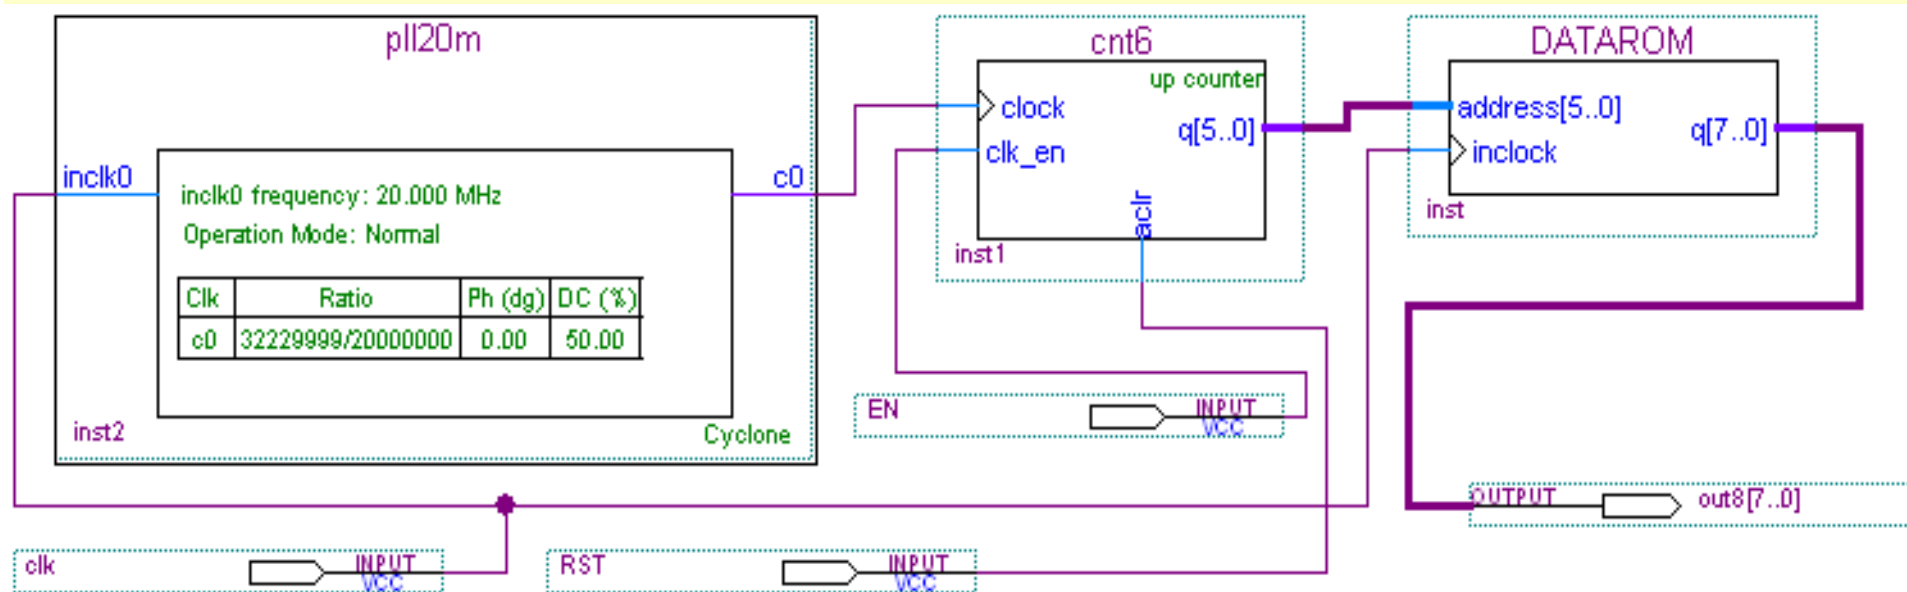 pll20m
inclk0
c0
inclk0 frequency: 20.000 MHz
Operation Mode: Normal
Clk Ratio Ph (dg) DC (%)
c0 32229999/20000000 0.00 50.00
inst2
Cyclone
cnt6
up counter
clock
q[5..0]
clk_en
aclr
inst1
DATAROM
address[5..0]
q[7..0]
inclock
inst
EN INPUT
VCC
OUTPUT out8[7..0]
clk INPUT
VCC
RST INPUT
VCC